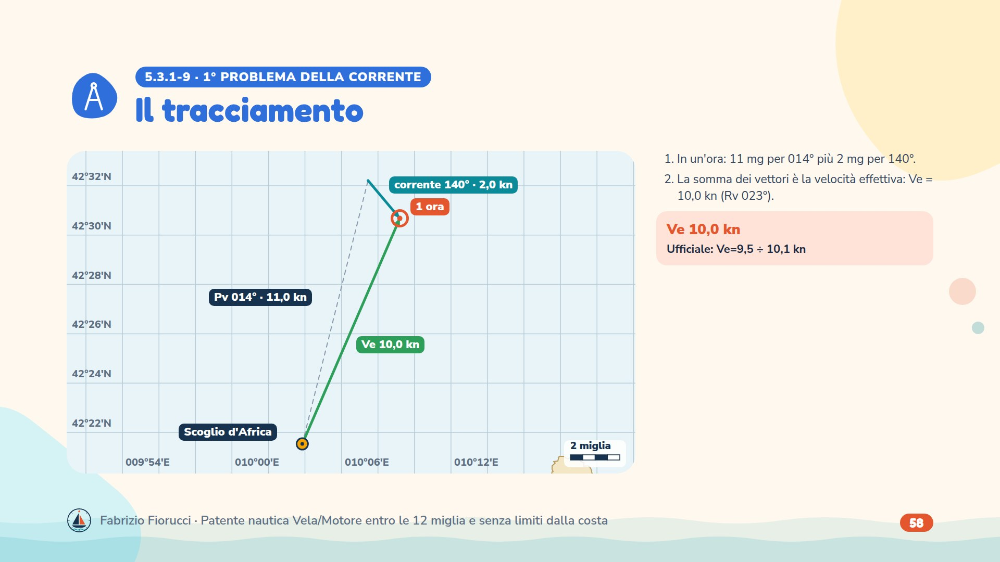 5.3.1-9 · 1° PROBLEMA DELLA CORRENTE
Il tracciamento
42°32'N
42°30'N
42°28'N
42°26'N
42°24'N
42°22'N
corrente 140° · 2,0 kn
1 ora
Pv 014° · 11,0 kn
Ve 10,0 kn
Scoglio d'Africa
2 miglia
009°54'E
010°00'E
010°06'E
010°12'E
1. In un'ora: 11 mg per 014° più 2 mg per 140°.
2. La somma dei vettori è la velocità effettiva: Ve =
10,0 kn (Rv 023°).
Ve 10,0 kn
Ufficiale: Ve=9,5 ÷ 10,1 kn
Fabrizio Fiorucci · Patente nautica Vela/Motore entro le 12 miglia e senza limiti dalla costa
58